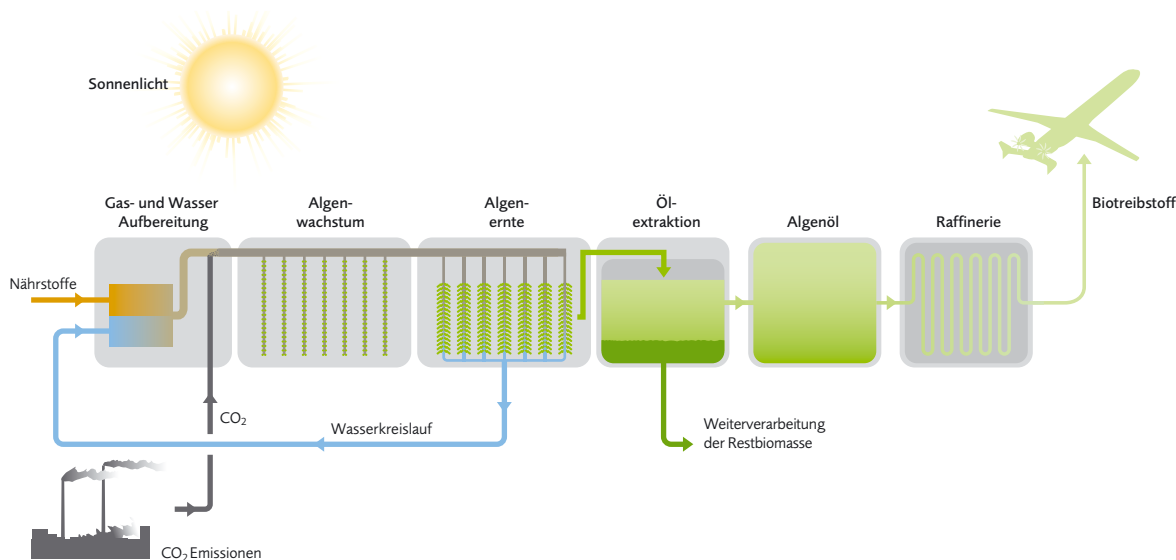 Sonnenlicht
Gas- und Wasser
Aufbereitung
Algen-
wachstum
Algen-
ernte
Öl-
extraktion
Algenöl
Raffinerie
Biotreibstoff
Nährstoffe
CO₂
Wasserkreislauf
Weiterverarbeitung
der Restbiomasse
CO₂ Emissionen